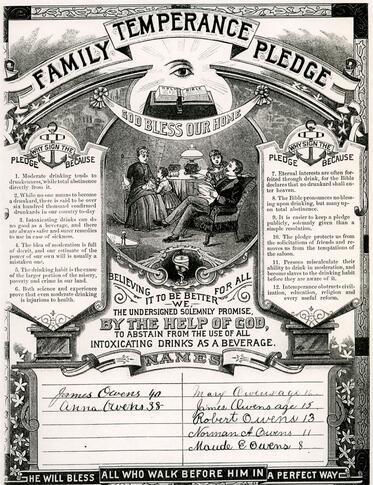 FAMILY TEMPERANCE PLEDGE
HOLY BIBLE
GOD BLESS OUR HOME
WHY SIGN THE
PLEDGE BECAUSE
1. Moderate drinking tends to
drunkenness, while total abstinence
directly from it.
2. While no one means to become
a drunkard, there is said to be over
six hundred thousand confirmed
drunkards in our country to-day
3. Intoxicating drinks can do
no good as a beverage, and there
are always safer and surer remedies
to use in case of sickness.
4. The idea of moderation is full
of deceit, and our estimate of the
power of our own will is usually a
mistaken one.
5. The drinking habit is the cause
of the larger portion of the misery,
poverty and crime in our land.
6. Both science and experience
prove that even moderate drinking
is injurious to health.
WHY SIGN THE
PLEDGE BECAUSE
7. Eternal interests are often for-
feited through drink, for the Bible
declares that no drunkard shall en-
ter heaven.
8. The Bible pronounces no bless-
ing upon drinking, but many up-
on total abstinence.
9. It is easier to keep a pledge
publicly, solemnly given than a
simple resolution.
10. The pledge protects us from
the solicitations of friends and re-
moves us from the temptations of
the saloon.
11. Persons miscalculate their
ability to drink in moderation, and
become slaves to the drinking habit
before they are aware of it.
12. Intemperance obstructs civil-
ization, education, religion and
every useful reform.
BELIEVING
IT TO BE BETTER
FOR ALL
—WE,—
THE UNDERSIGNED SOLEMNLY PROMISE,
BY THE HELP OF GOD,
TO ABSTAIN FROM THE USE OF ALL
INTOXICATING DRINKS AS A BEVERAGE.
NAMES
James Owens 40
Anna Owens 38
Mary Owens age
James Owens age 15
Robert Owens 13
Norman A Owens 11
Maude E Owens 8
HE WILL BLESS ALL WHO WALK BEFORE HIM IN A PERFECT WAY